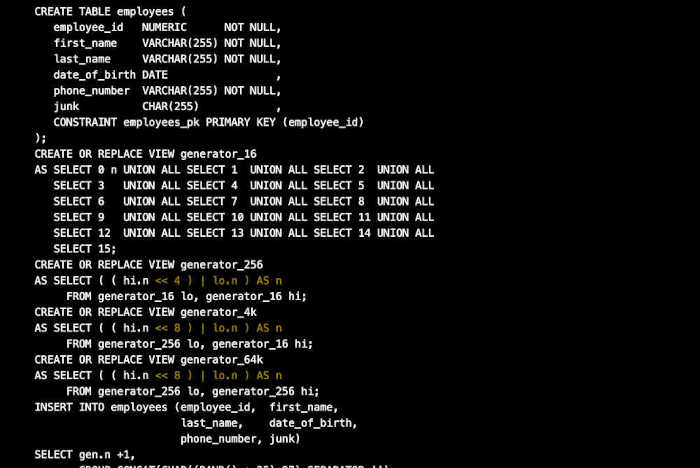 CREATE TABLE employees (
   employee_id   NUMERIC      NOT NULL,
   first_name    VARCHAR(255) NOT NULL,
   last_name     VARCHAR(255) NOT NULL,
   date_of_birth DATE                 ,
   phone_number  VARCHAR(255) NOT NULL,
   junk          CHAR(255)            ,
   CONSTRAINT employees_pk PRIMARY KEY (employee_id)
);
CREATE OR REPLACE VIEW generator_16
AS SELECT 0 n UNION ALL SELECT 1  UNION ALL SELECT 2  UNION ALL
   SELECT 3   UNION ALL SELECT 4  UNION ALL SELECT 5  UNION ALL
   SELECT 6   UNION ALL SELECT 7  UNION ALL SELECT 8  UNION ALL
   SELECT 9   UNION ALL SELECT 10 UNION ALL SELECT 11 UNION ALL
   SELECT 12  UNION ALL SELECT 13 UNION ALL SELECT 14 UNION ALL
   SELECT 15;
CREATE OR REPLACE VIEW generator_256
AS SELECT ( ( hi.n << 4 ) | lo.n ) AS n
     FROM generator_16 lo, generator_16 hi;
CREATE OR REPLACE VIEW generator_4k
AS SELECT ( ( hi.n << 8 ) | lo.n ) AS n
     FROM generator_256 lo, generator_16 hi;
CREATE OR REPLACE VIEW generator_64k
AS SELECT ( ( hi.n << 8 ) | lo.n ) AS n
     FROM generator_256 lo, generator_256 hi;
INSERT INTO employees (employee_id,  first_name,
                       last_name,    date_of_birth,
                       phone_number, junk)
SELECT gen.n +1,